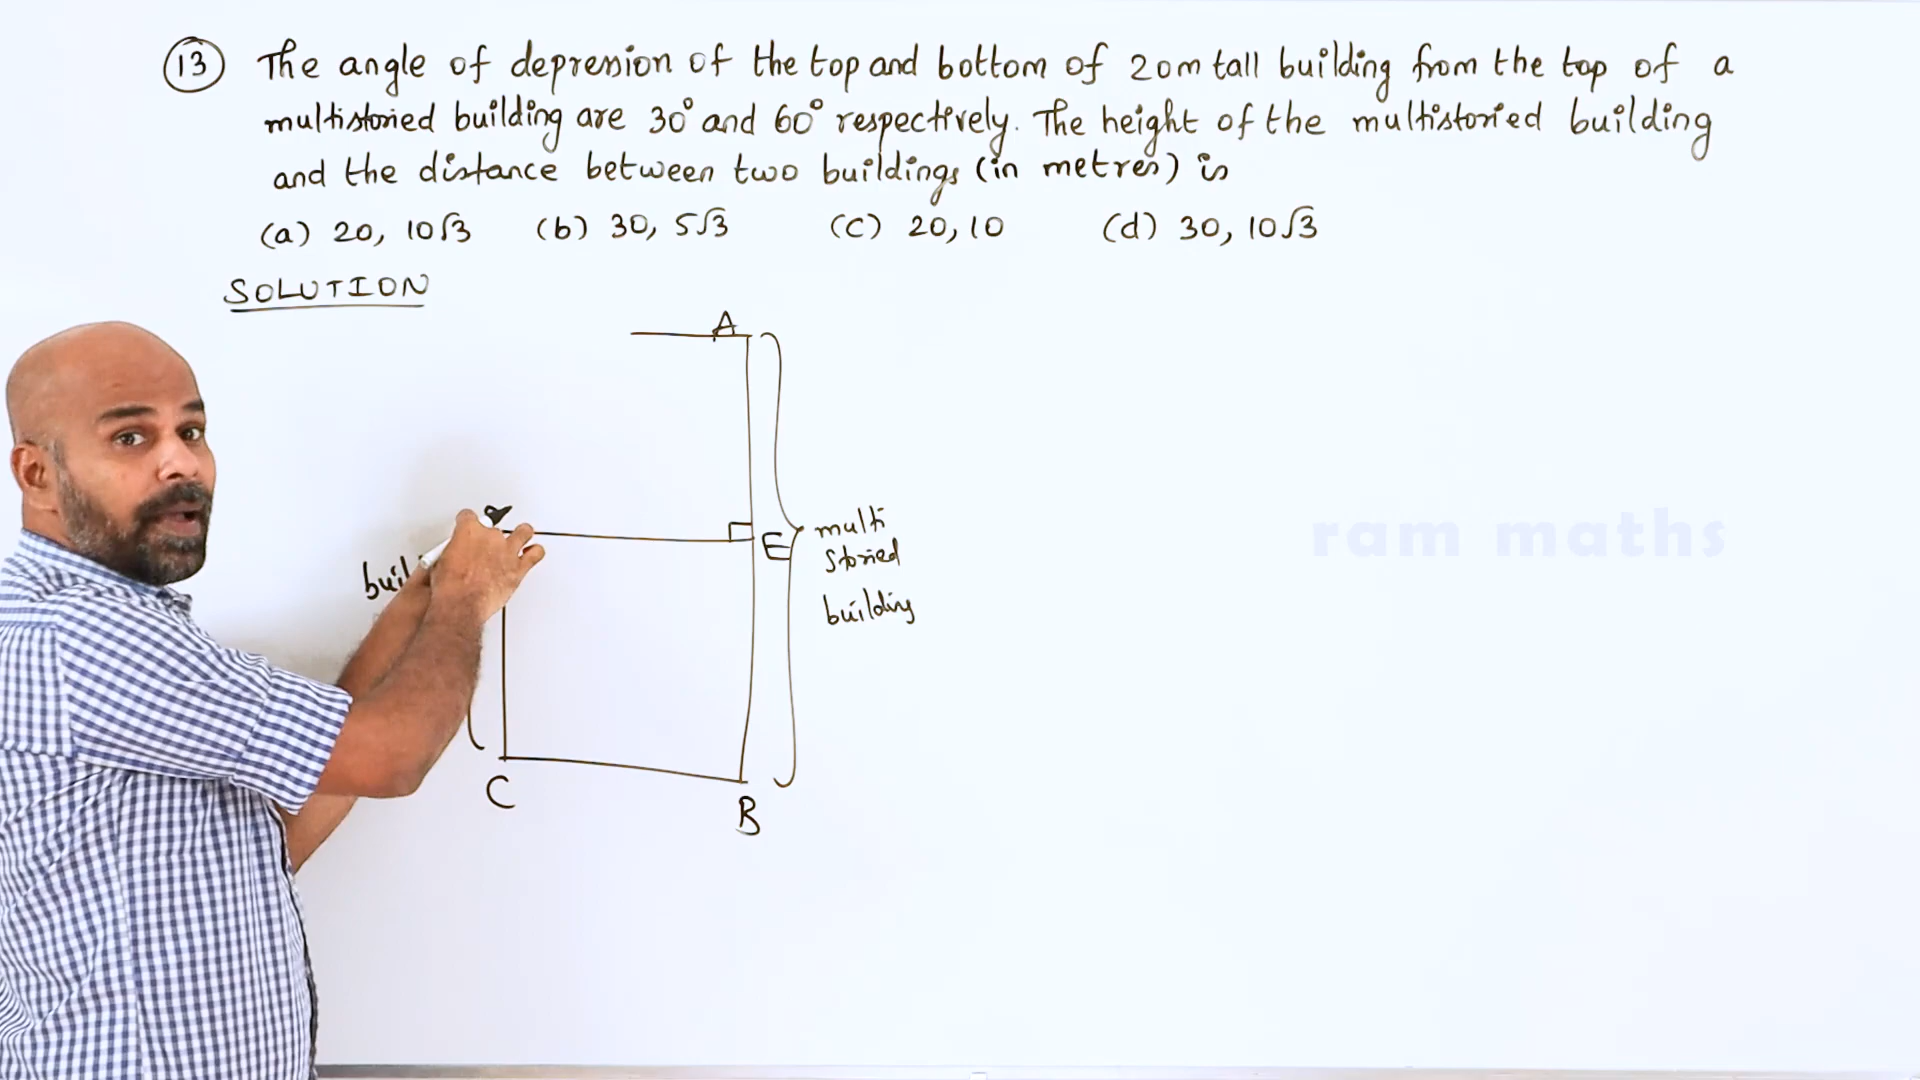 13 The angle of depression of the top and bottom of 20m tall building from the top of a
multistoried building are 30° and 60° respectively. The height of the multistoried building
and the distance between two buildings (in metres) is
(a) 20, 10√3 (b) 30, 5√3 (c) 20, 10 (d) 30, 10√3
SOLUTION
A
E
multi
storied
building
C
B
ram maths